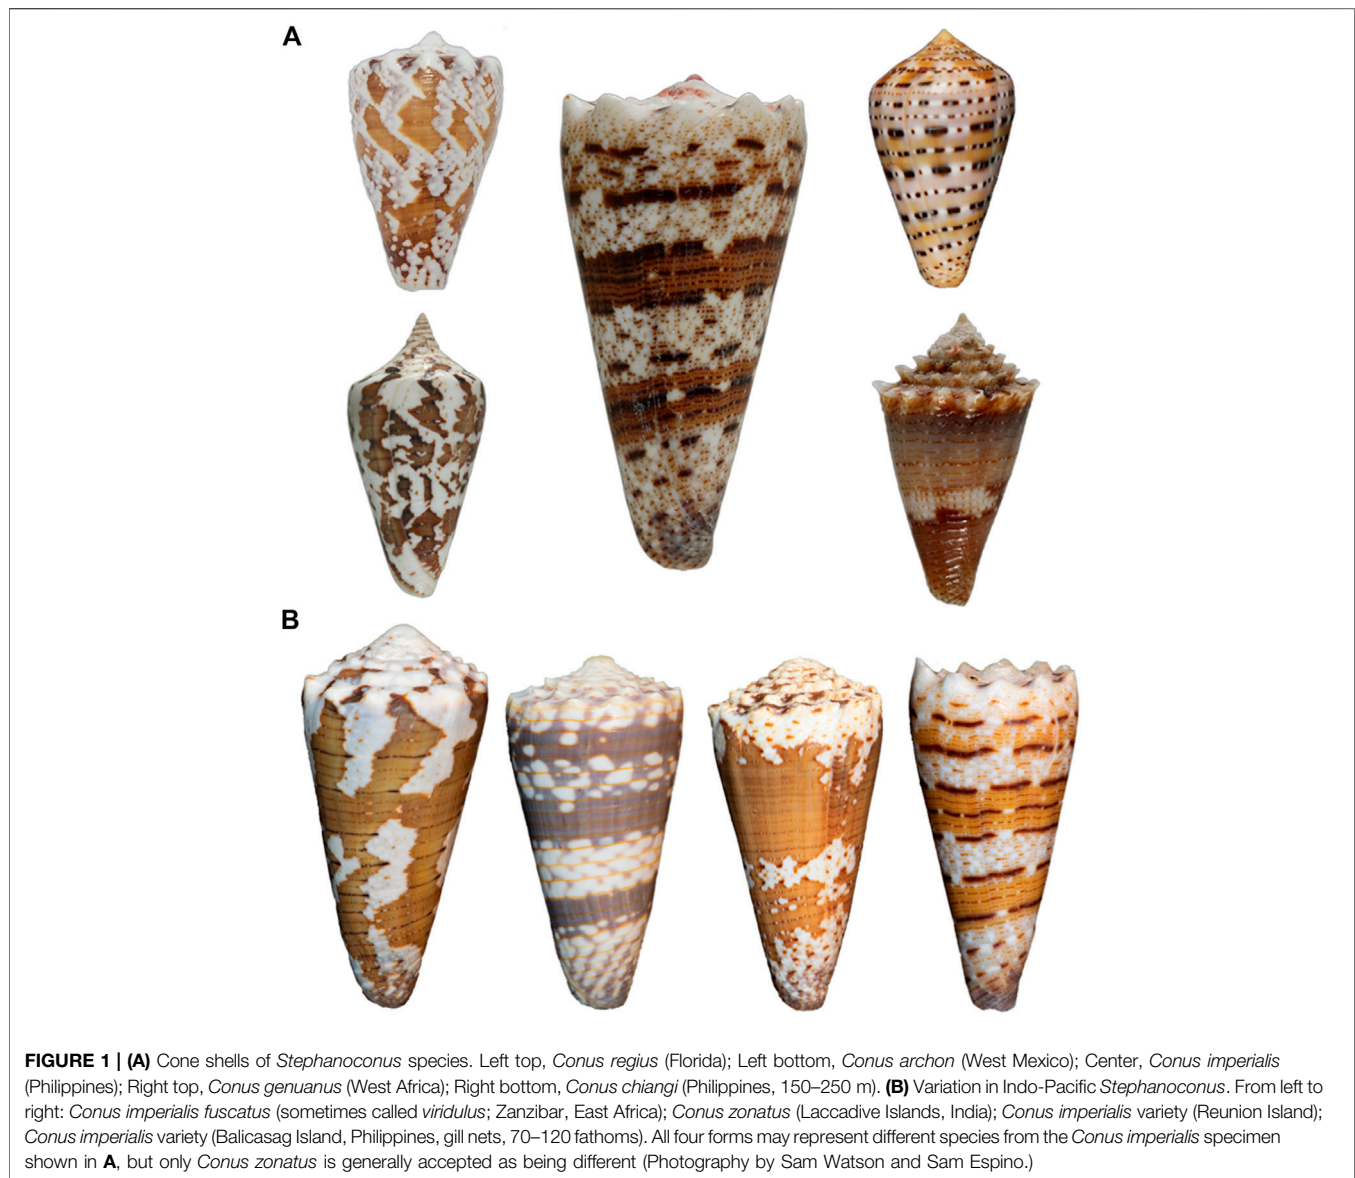 A
B
FIGURE 1 | (A) Cone shells of Stephanoconus species. Left top, Conus regius (Florida); Left bottom, Conus archon (West Mexico); Center, Conus imperialis
(Philippines); Right top, Conus genuanus (West Africa); Right bottom, Conus chiangi (Philippines, 150–250 m). (B) Variation in Indo-Pacific Stephanoconus. From left to
right: Conus imperialis fuscatus (sometimes called viridulus; Zanzibar, East Africa); Conus zonatus (Laccadive Islands, India); Conus imperialis variety (Reunion Island);
Conus imperialis variety (Balicasag Island, Philippines, gill nets, 70–120 fathoms). All four forms may represent different species from the Conus imperialis specimen
shown in A, but only Conus zonatus is generally accepted as being different (Photography by Sam Watson and Sam Espino.)